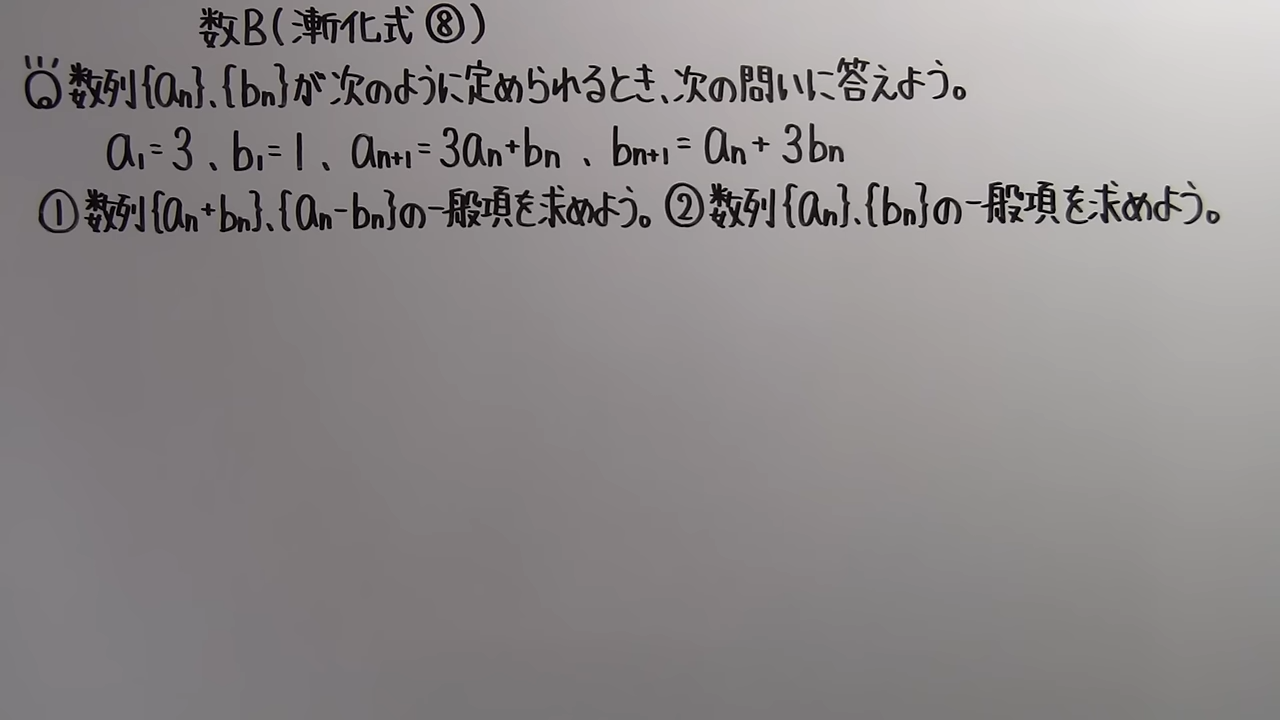 数B(漸化式⑧)
数列{an}、{bn}が次のように定められるとき、次の問いに答えよう。
a1=3、b1=1、an+1=3an+bn、bn+1=an+3bn
①数列{an+bn}、{an-bn}の一般項を求めよう。②数列{an}、{bn}の一般項を求めよう。